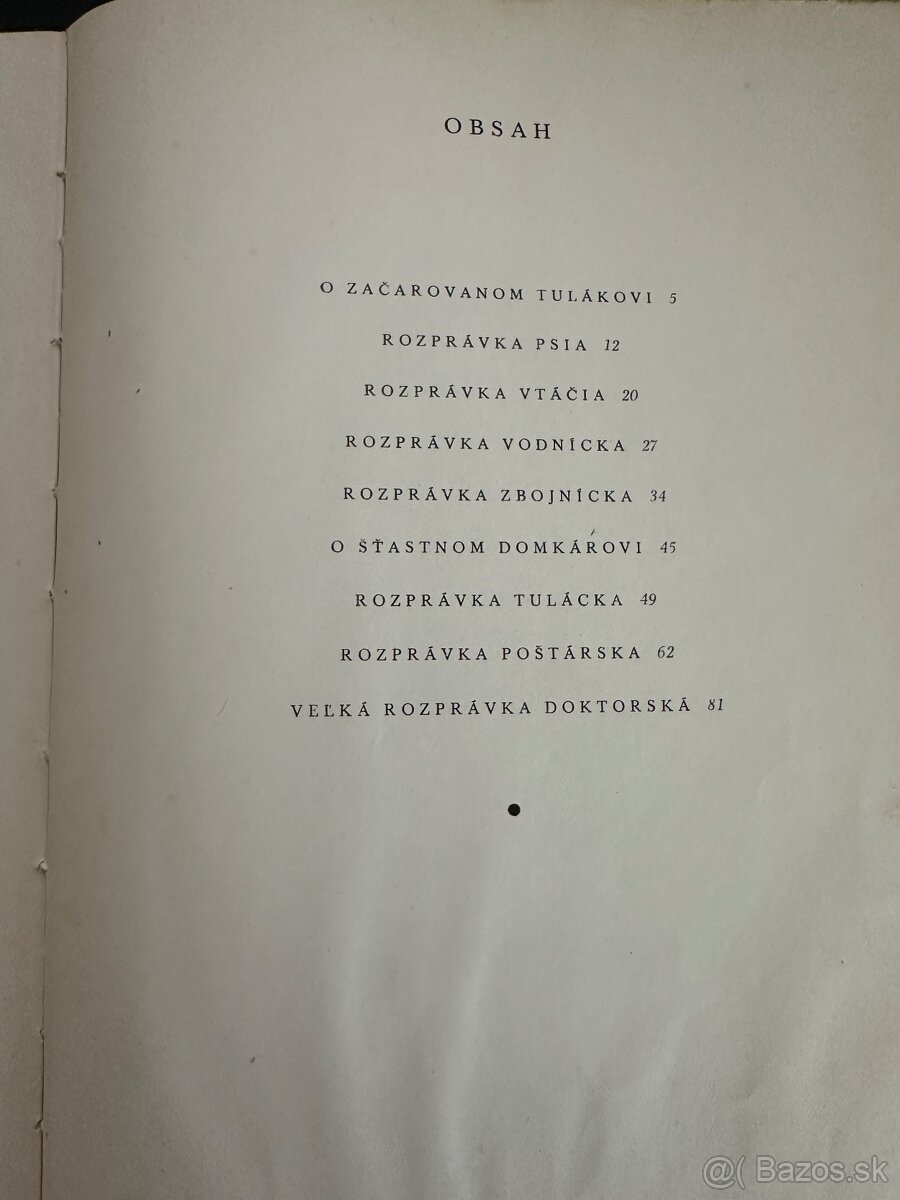 OBSAH
O ZAČAROVANOM TULÁKOVI 5
ROZPRÁVKA PSIA 12
ROZPRÁVKA VTÁČIA 20
ROZPRÁVKA VODNÍCKA 27
ROZPRÁVKA ZBOJNÍCKA 34
O ŠŤASTNOM DOMKÁROVI 45
ROZPRÁVKA TULÁCKA 49
ROZPRÁVKA POŠTÁRSKA 62
VEĽKÁ ROZPRÁVKA DOKTORSKÁ 81
@( Bazos.sk